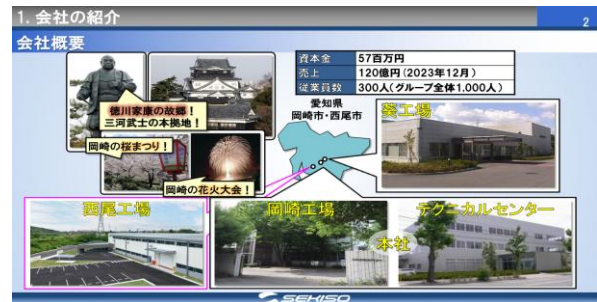 1. 会社の紹介
2
会社概要
資本金 57百万円
売上 120億円(2023年12月)
従業員数 300人(グループ全体1,000人)
徳川家康の故郷!
三河武士の本拠地!
愛知県
岡崎市・西尾市
葵工場
岡崎の桜まつり!
岡崎の花火大会!
西尾工場
岡崎工場
テクニカルセンター
本社
SEKISO